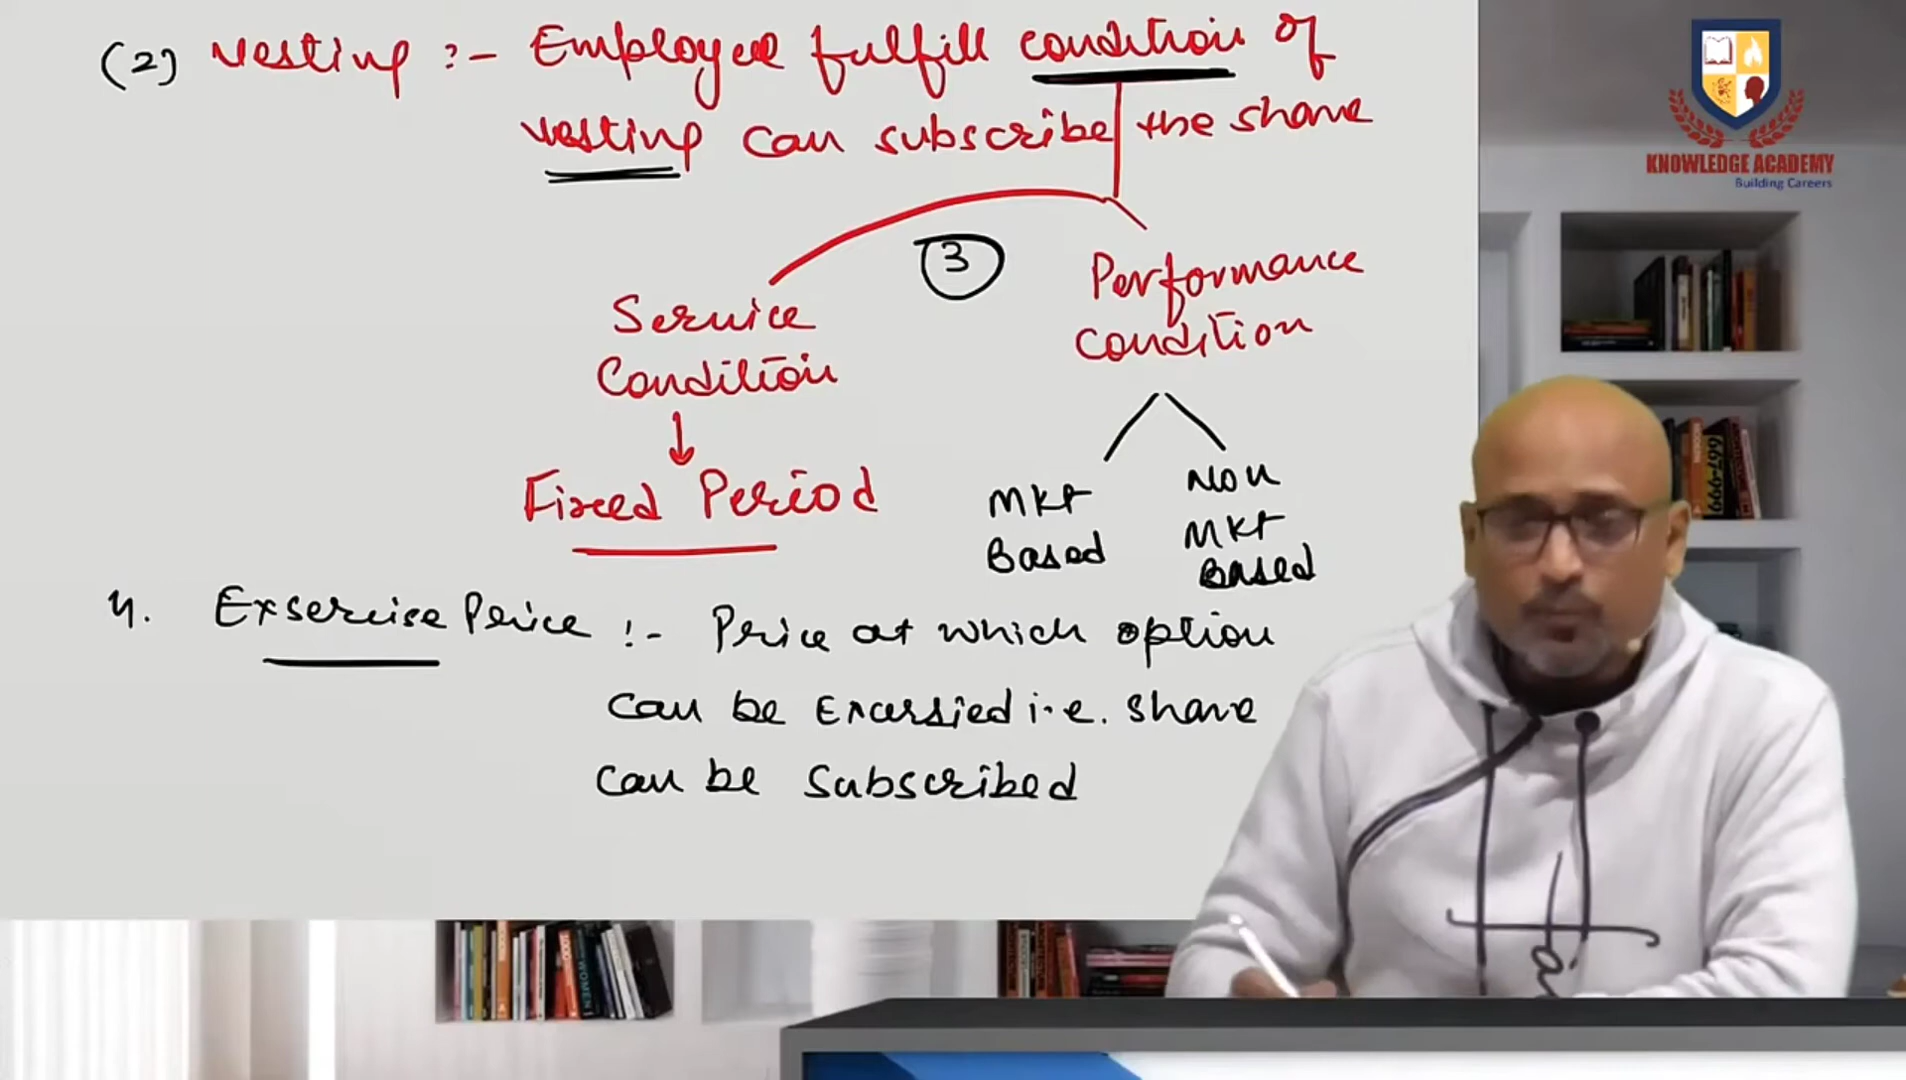 (2) Vesting :- Employee fulfill condition of
vesting can subscribe the share
3
Service
Condition
Performance
condition
Fixed Period
Mkt
Based
Non
Mkt
Based
4. Exsercise Price :- Price at which option
can be Excersied i.e. share
can be subscribed
KNOWLEDGE ACADEMY
Building Careers